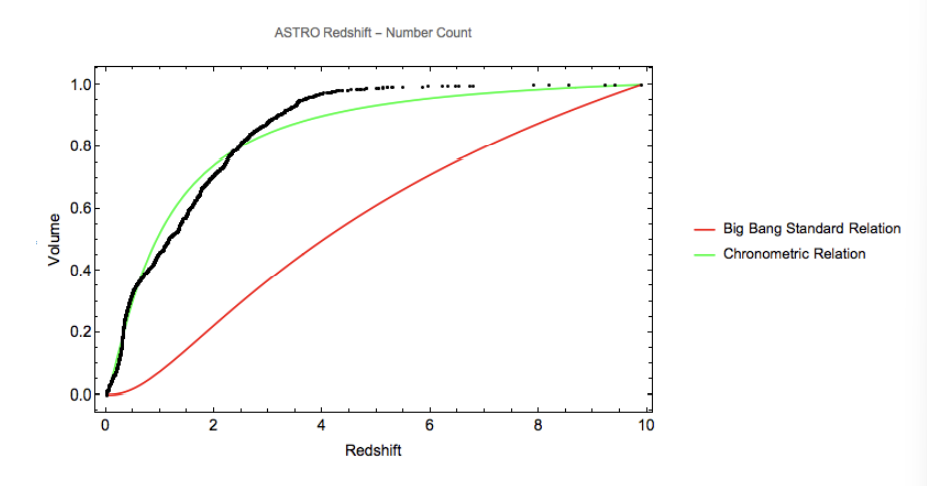 ASTRO Redshift – Number Count
1.0
0.8
0.6
0.4
0.2
0.0
Volume
0 2 4 6 8 10
Redshift
Big Bang Standard Relation
Chronometric Relation